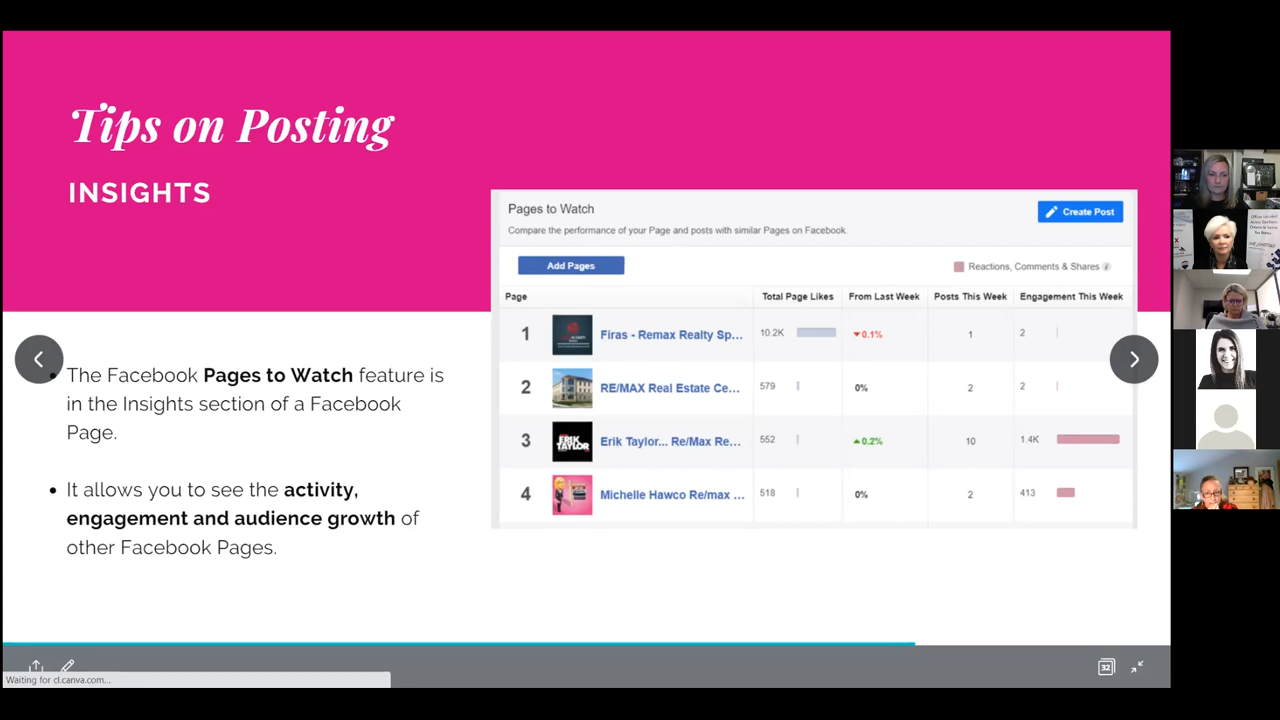 Tips on Posting
INSIGHTS
The Facebook Pages to Watch feature is
in the Insights section of a Facebook
Page.
It allows you to see the activity,
engagement and audience growth of
other Facebook Pages.
Pages to Watch
Create Post
Compare the performance of your Page and posts with similar Pages on Facebook.
Add Pages
Reactions, Comments & Shares
Page Total Page Likes From Last Week Posts This Week Engagement This Week
1 Firas - Remax Realty Sp... 10.2K ▼0.1% 1 2
2 RE/MAX Real Estate Ce... 579 0% 2 2
3 ERIK TAYLOR Erik Taylor... Re/Max Re... 552 ▲0.2% 10 1.4K
4 Michelle Hawco Re/max ... 518 0% 2 413
32
Waiting for cl.canva.com...